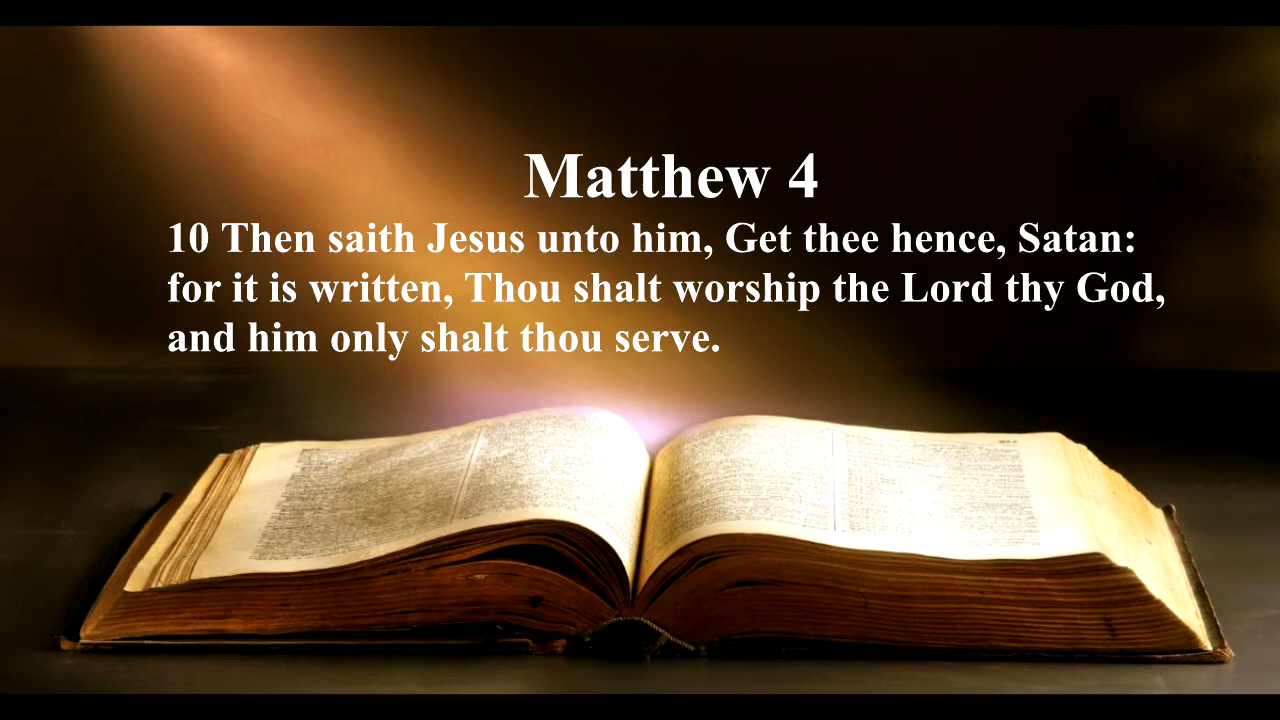 Matthew 4
10 Then saith Jesus unto him, Get thee hence, Satan:
for it is written, Thou shalt worship the Lord thy God,
and him only shalt thou serve.